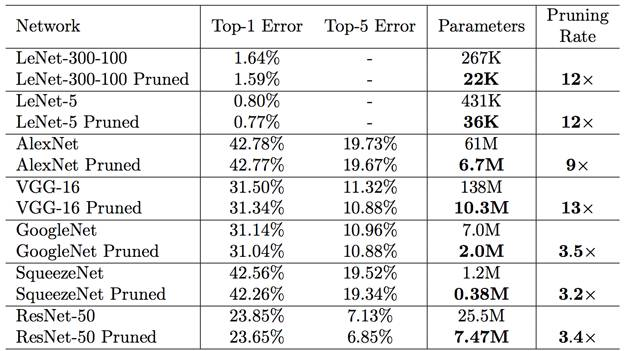 Network Top-1 Error Top-5 Error Parameters Pruning Rate
LeNet-300-100 1.64% - 267K
LeNet-300-100 Pruned 1.59% - 22K 12×
LeNet-5 0.80% - 431K
LeNet-5 Pruned 0.77% - 36K 12×
AlexNet 42.78% 19.73% 61M
AlexNet Pruned 42.77% 19.67% 6.7M 9×
VGG-16 31.50% 11.32% 138M
VGG-16 Pruned 31.34% 10.88% 10.3M 13×
GoogleNet 31.14% 10.96% 7.0M
GoogleNet Pruned 31.04% 10.88% 2.0M 3.5×
SqueezeNet 42.56% 19.52% 1.2M
SqueezeNet Pruned 42.26% 19.34% 0.38M 3.2×
ResNet-50 23.85% 7.13% 25.5M
ResNet-50 Pruned 23.65% 6.85% 7.47M 3.4×